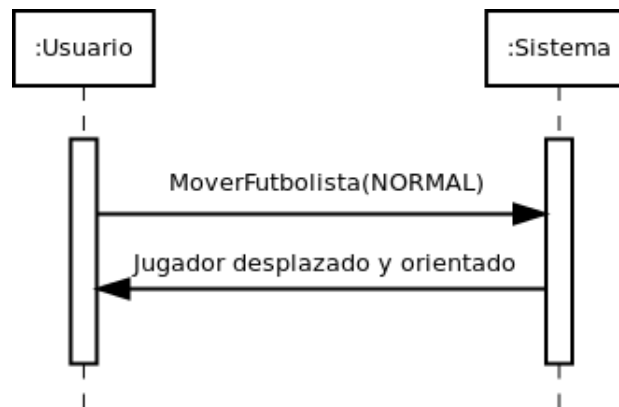 :Usuario
:Sistema
MoverFutbolista(NORMAL)
Jugador desplazado y orientado